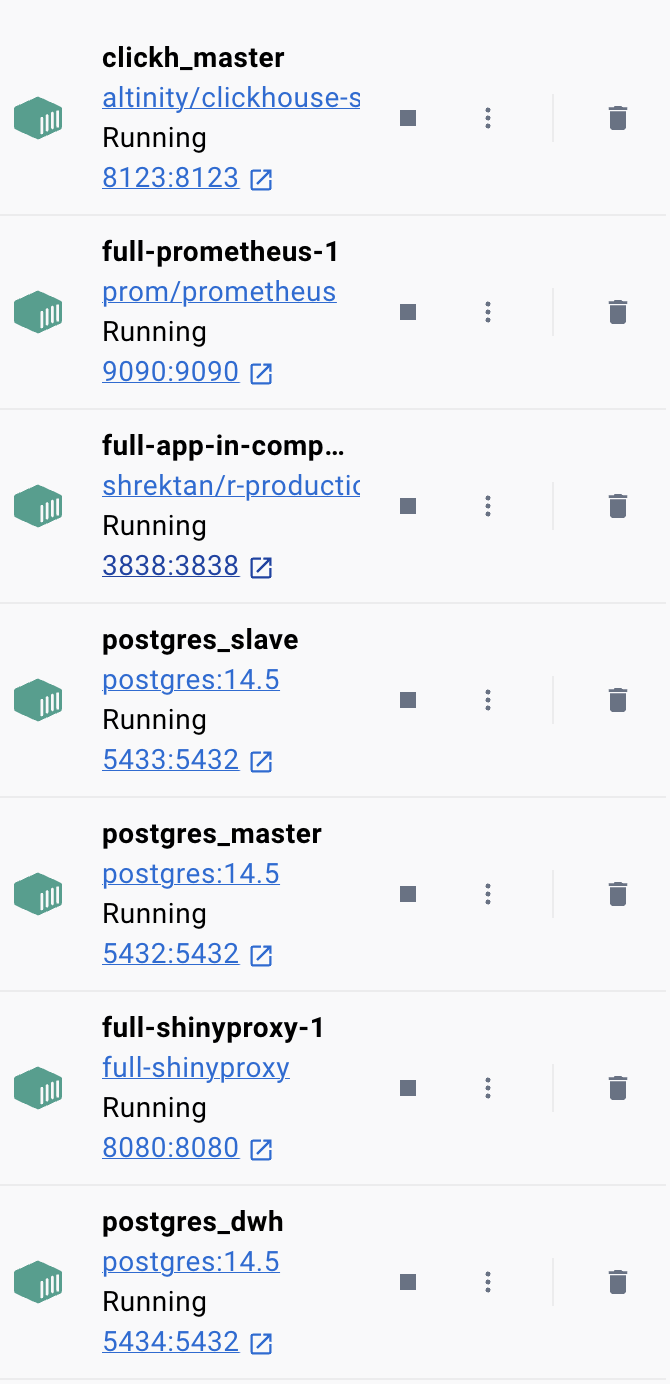 clickh_master
altinity/clickhouse-s
Running
8123:8123
full-prometheus-1
prom/prometheus
Running
9090:9090
full-app-in-comp...
shrektan/r-productic
Running
3838:3838
postgres_slave
postgres:14.5
Running
5433:5432
postgres_master
postgres:14.5
Running
5432:5432
full-shinyproxy-1
full-shinyproxy
Running
8080:8080
postgres_dwh
postgres:14.5
Running
5434:5432